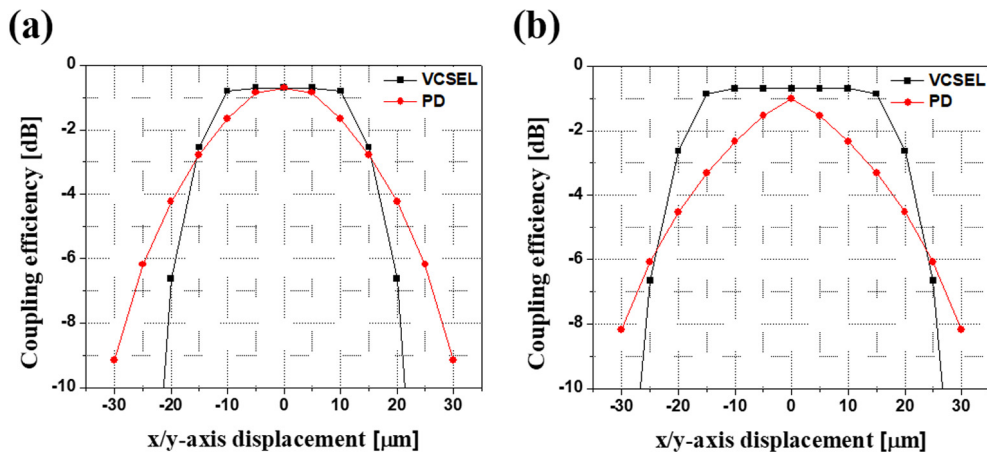 (a)
VCSEL
PD
Coupling efficiency [dB]
0
-2
-4
-6
-8
-10
-30 -20 -10 0 10 20 30
x/y-axis displacement [μm]
(b)
VCSEL
PD
Coupling efficiency [dB]
0
-2
-4
-6
-8
-10
-30 -20 -10 0 10 20 30
x/y-axis displacement [μm]